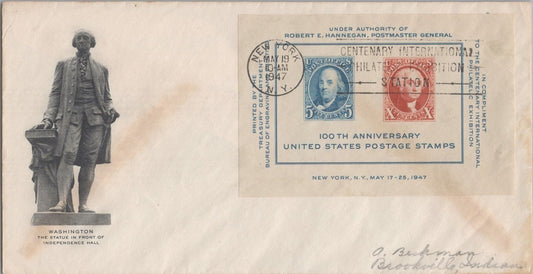 UNDER AUTHORITY OF
ROBERT E. HANNEGAN, POSTMASTER GENERAL
NEW YORK
MAY 19
10-AM
1947
N.Y.
CENTENARY INTERNATIONAL
PHILATELIC EXHIBITION
STATION
PRINTED BY THE
TREASURY DEPARTMENT
BUREAU OF ENGRAVING
IN COMPLIMENT
TO THE CENTENARY INTERNATIONAL
PHILATELIC EXHIBITION
5
5
X
X
100TH ANNIVERSARY
UNITED STATES POSTAGE STAMPS
NEW YORK, N.Y., MAY 17-25, 1947
WASHINGTON
THE STATUE IN FRONT OF
INDEPENDENCE HALL
A. Beekman
Brookville, Indiana